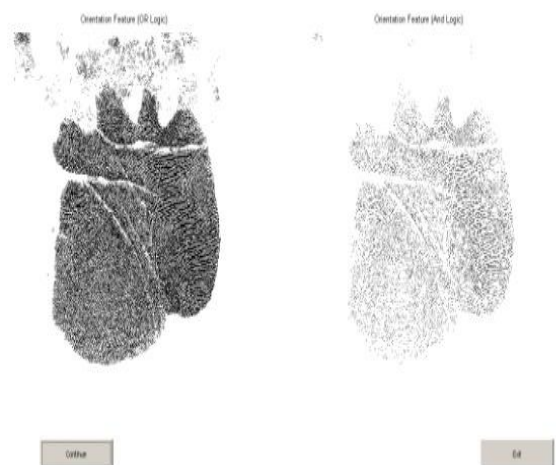 Orientation Feature (OR Logic)
Orientation Feature (And Logic)
Continue
Exit